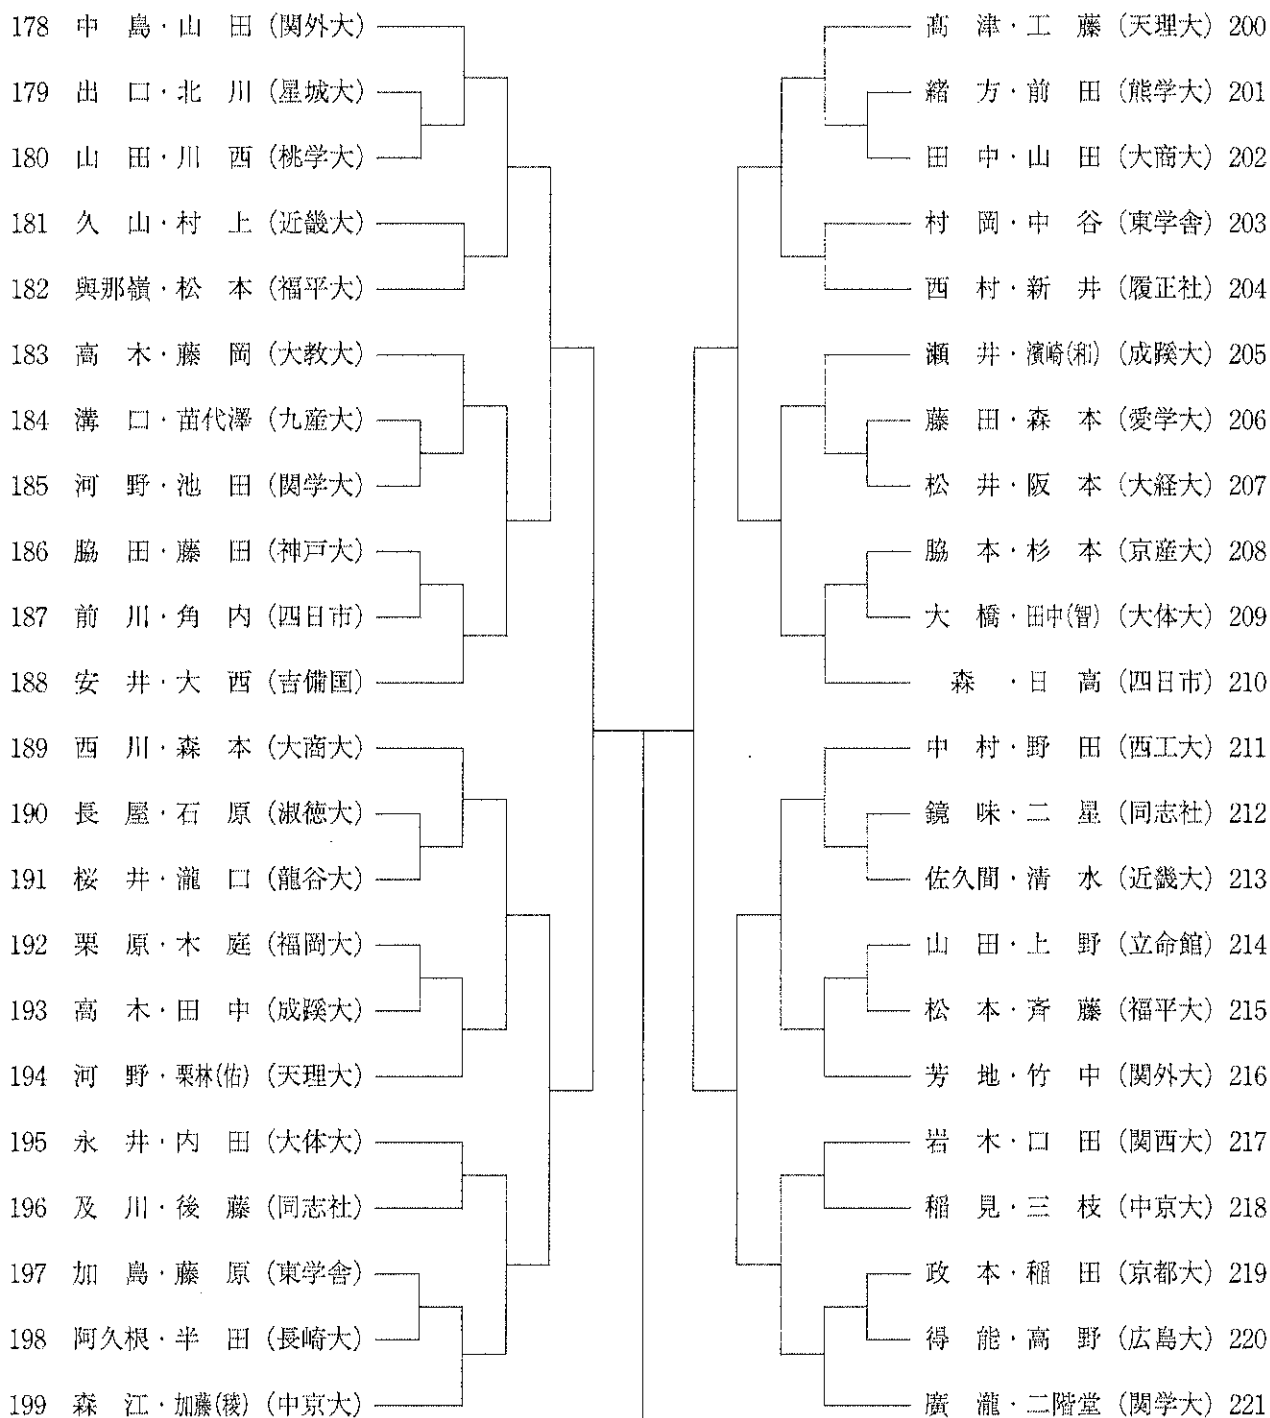 178 中島・山田 (関外大)
179 出口・北川 (星城大)
180 山田・川西 (桃学大)
181 久山・村上 (近畿大)
182 與那嶺・松本 (福平大)
183 高木・藤岡 (大教大)
184 溝口・苗代澤 (九産大)
185 河野・池田 (関学大)
186 脇田・藤田 (神戸大)
187 前川・角内 (四日市)
188 安井・大西 (吉備国)
189 西川・森本 (大商大)
190 長屋・石原 (淑徳大)
191 桜井・瀧口 (龍谷大)
192 栗原・木庭 (福岡大)
193 高木・田中 (成蹊大)
194 河野・栗林(佑) (天理大)
195 永井・内田 (大体大)
196 及川・後藤 (同志社)
197 加島・藤原 (東学舎)
198 阿久根・半田 (長崎大)
199 森江・加藤(稜) (中京大)
髙津・工藤 (天理大) 200
緒方・前田 (熊学大) 201
田中・山田 (大商大) 202
村岡・中谷 (東学舎) 203
西村・新井 (履正社) 204
瀬井・濱崎(和) (成蹊大) 205
藤田・森本 (愛学大) 206
松井・阪本 (大経大) 207
脇本・杉本 (京産大) 208
大橋・田中(智) (大体大) 209
森・日高 (四日市) 210
中村・野田 (西工大) 211
鏡味・二星 (同志社) 212
佐久間・清水 (近畿大) 213
山田・上野 (立命館) 214
松本・斉藤 (福平大) 215
芳地・竹中 (関外大) 216
岩木・口田 (関西大) 217
稲見・三枝 (中京大) 218
政本・稲田 (京都大) 219
得能・高野 (広島大) 220
廣瀧・二階堂 (関学大) 221